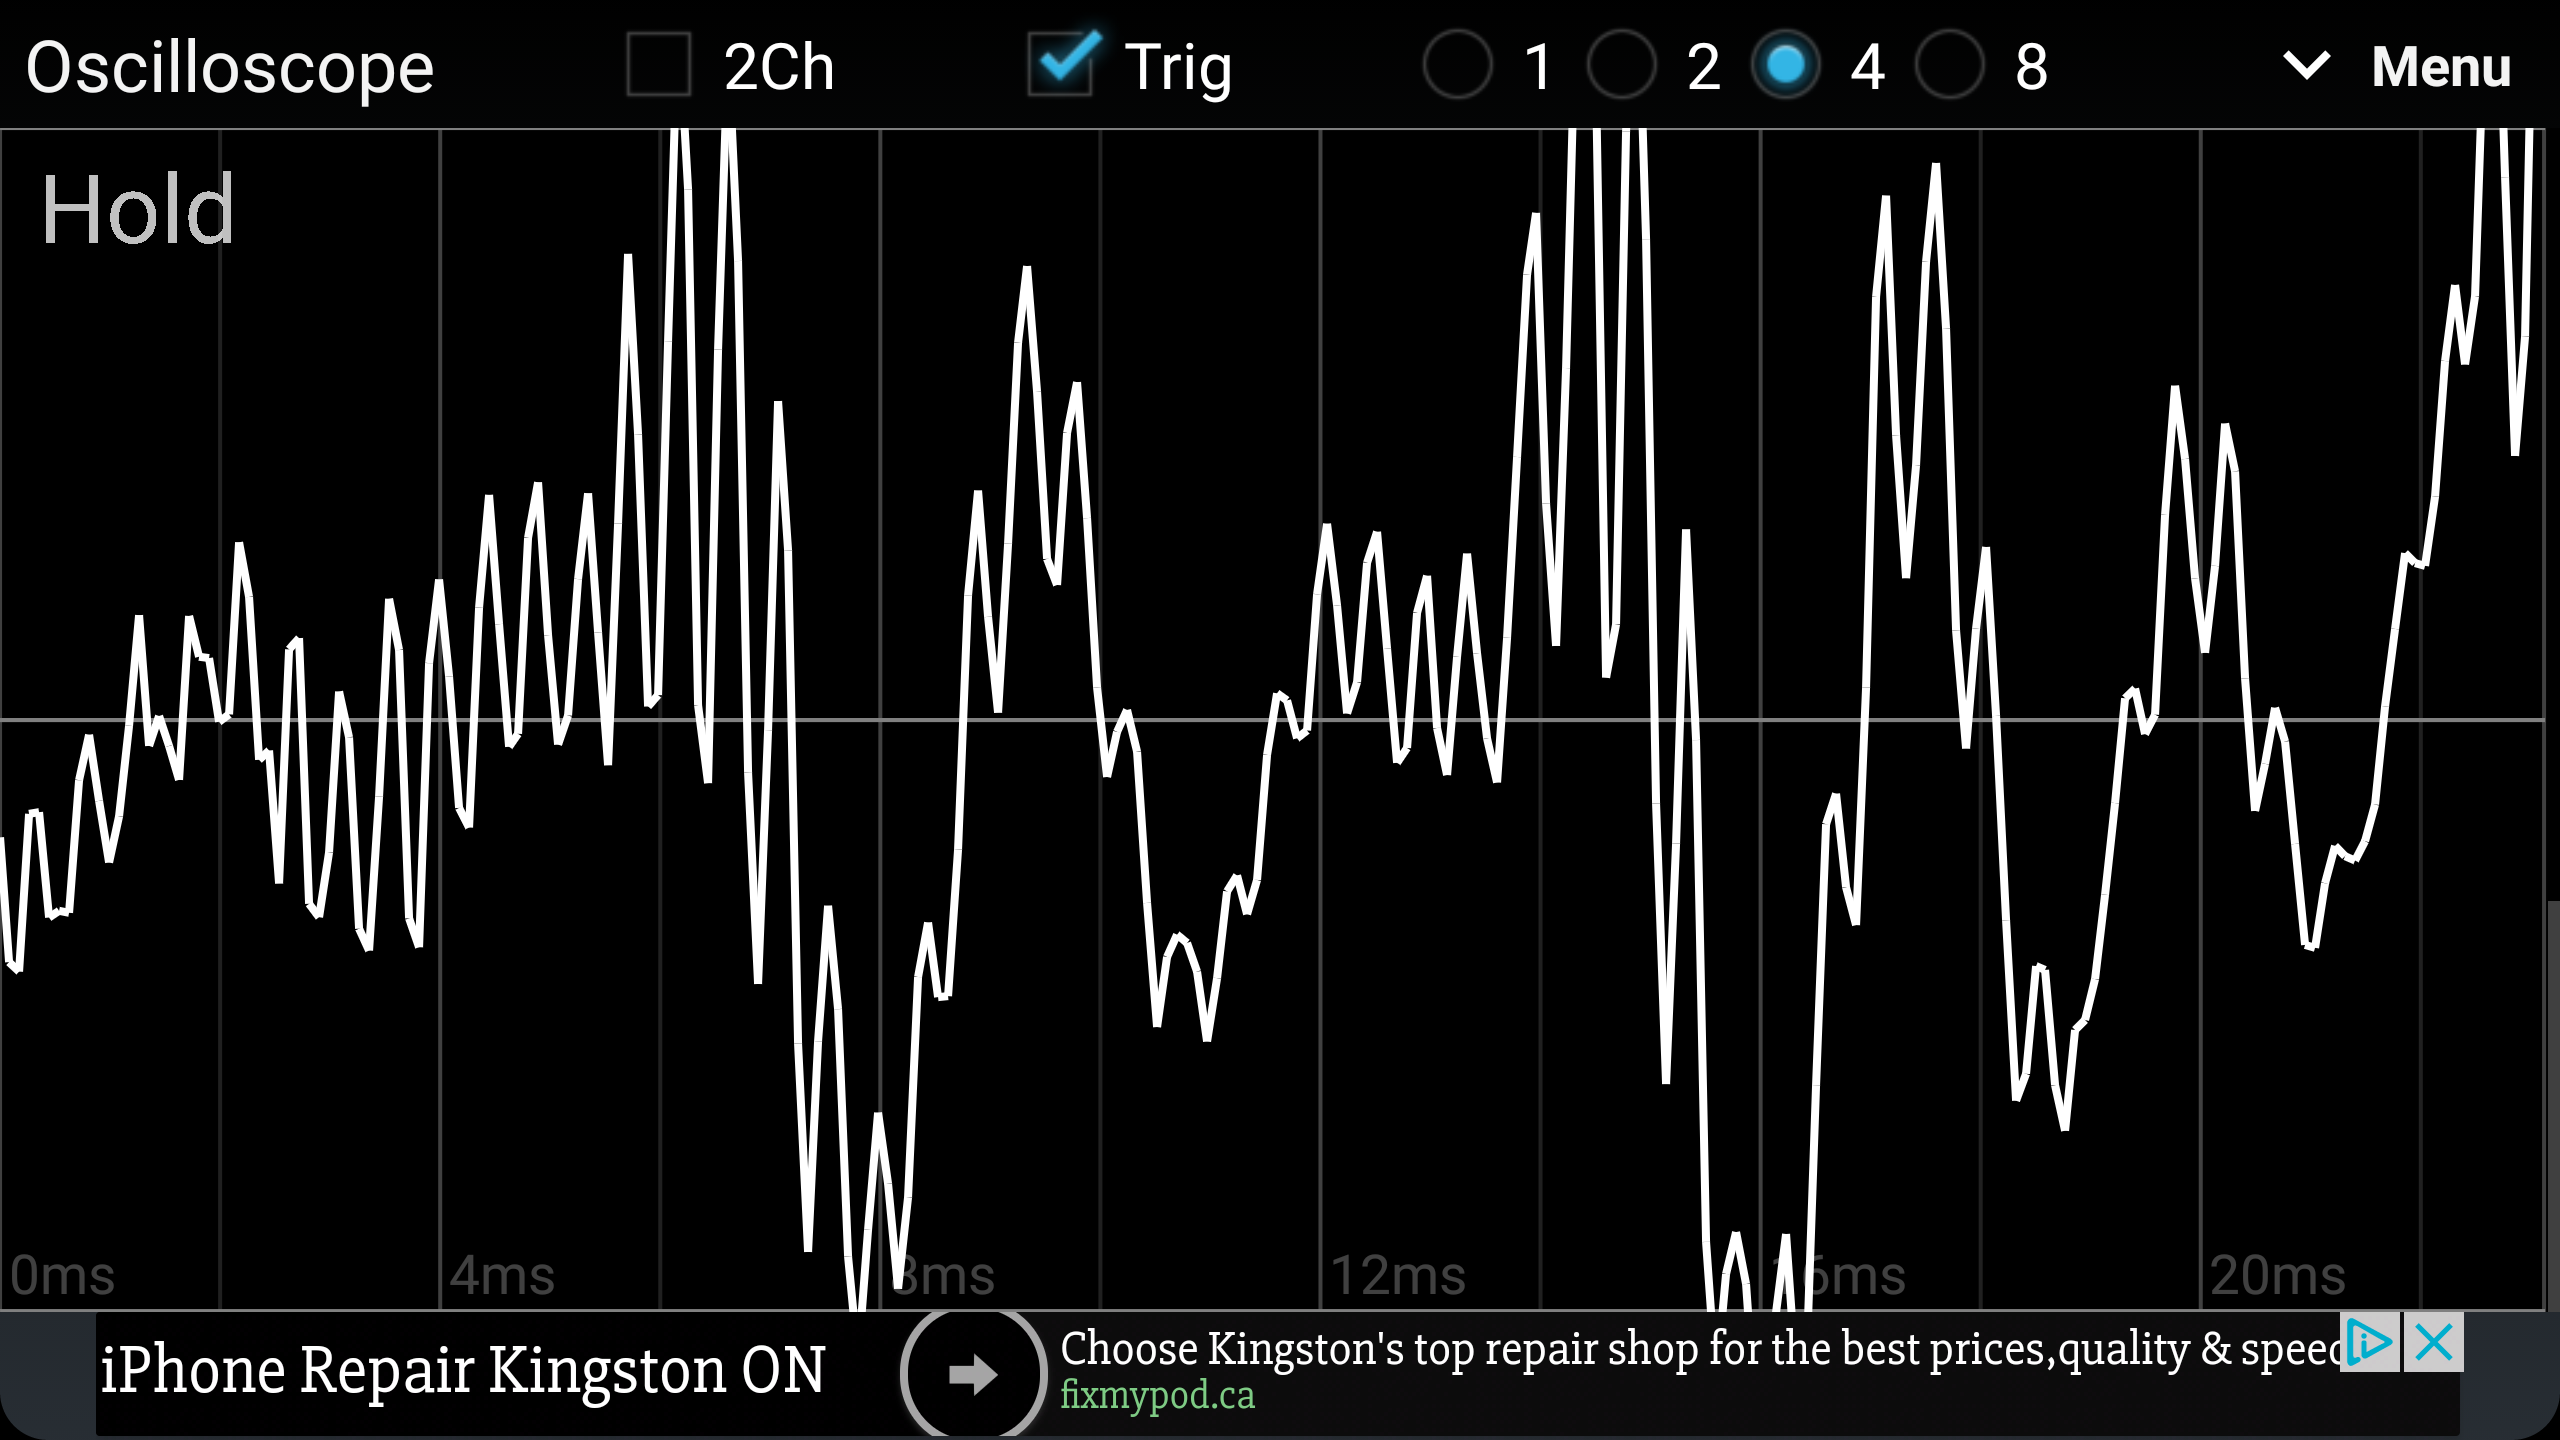 Oscilloscope 2Ch Trig 1 2 4 8 Menu
Hold
0ms 4ms 8ms 12ms 16ms 20ms
iPhone Repair Kingston ON
Choose Kingston's top repair shop for the best prices,quality & speed
fixmypod.ca